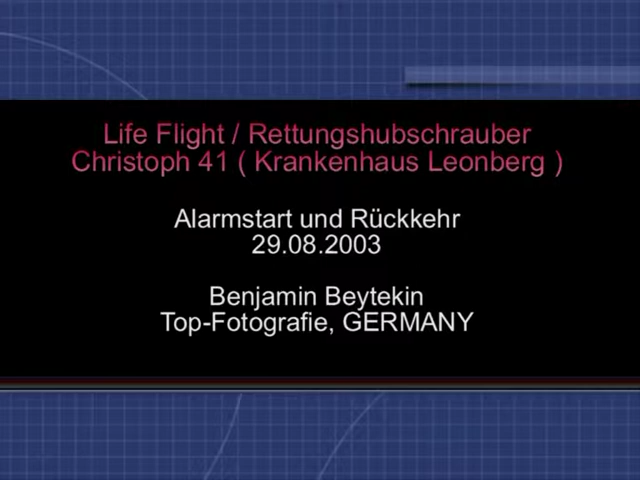 Life Flight / Rettungshubschrauber
Christoph 41 ( Krankenhaus Leonberg )
Alarmstart und Rückkehr
29.08.2003
Benjamin Beytekin
Top-Fotografie, GERMANY